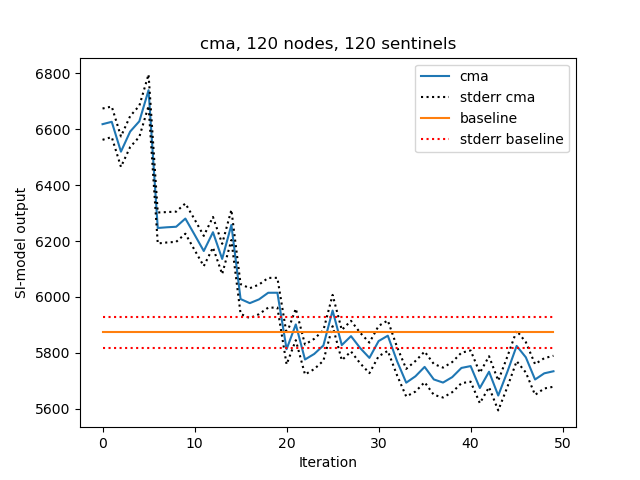 cma, 120 nodes, 120 sentinels
6800
6600
6400
6200
6000
5800
5600
SI-model output
cma
stderr cma
baseline
stderr baseline
0 10 20 30 40 50
Iteration